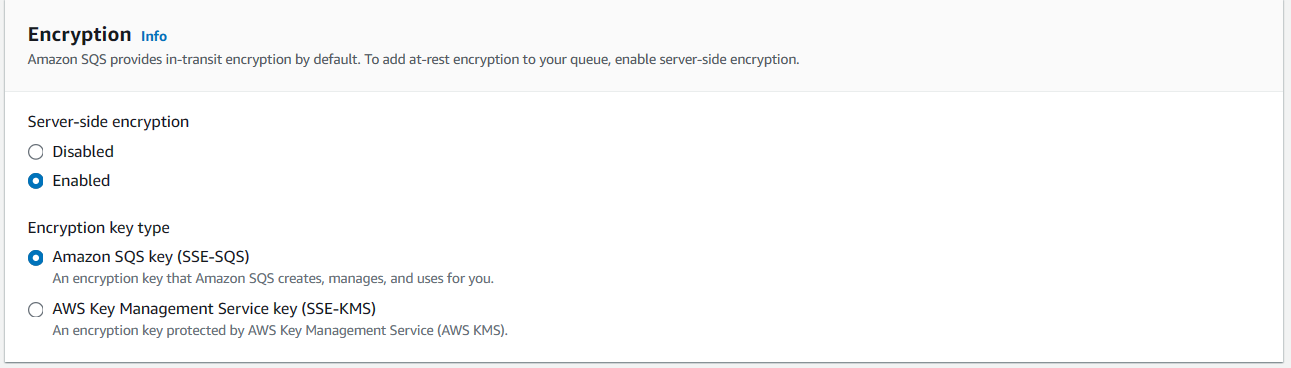 Encryption Info
Amazon SQS provides in-transit encryption by default. To add at-rest encryption to your queue, enable server-side encryption.
Server-side encryption
Disabled
Enabled
Encryption key type
Amazon SQS key (SSE-SQS)
An encryption key that Amazon SQS creates, manages, and uses for you.
AWS Key Management Service key (SSE-KMS)
An encryption key protected by AWS Key Management Service (AWS KMS).